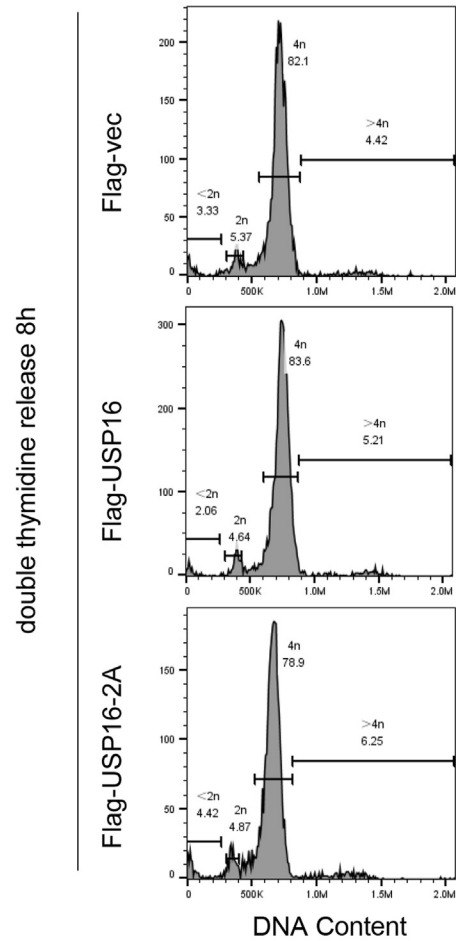 double thymidine release 8h
Flag-vec
200
150
100
50
0
4n
82.1
>4n
4.42
<2n
3.33
2n
5.37
0
500K
1.0M
1.5M
2.0M
Flag-USP16
300
200
100
0
4n
83.6
>4n
5.21
<2n
2.06
2n
4.64
0
500K
1.0M
1.5M
2.0M
Flag-USP16-2A
150
100
50
0
4n
78.9
>4n
6.25
<2n
4.42
2n
4.87
0
500K
1.0M
1.5M
2.0M
DNA Content